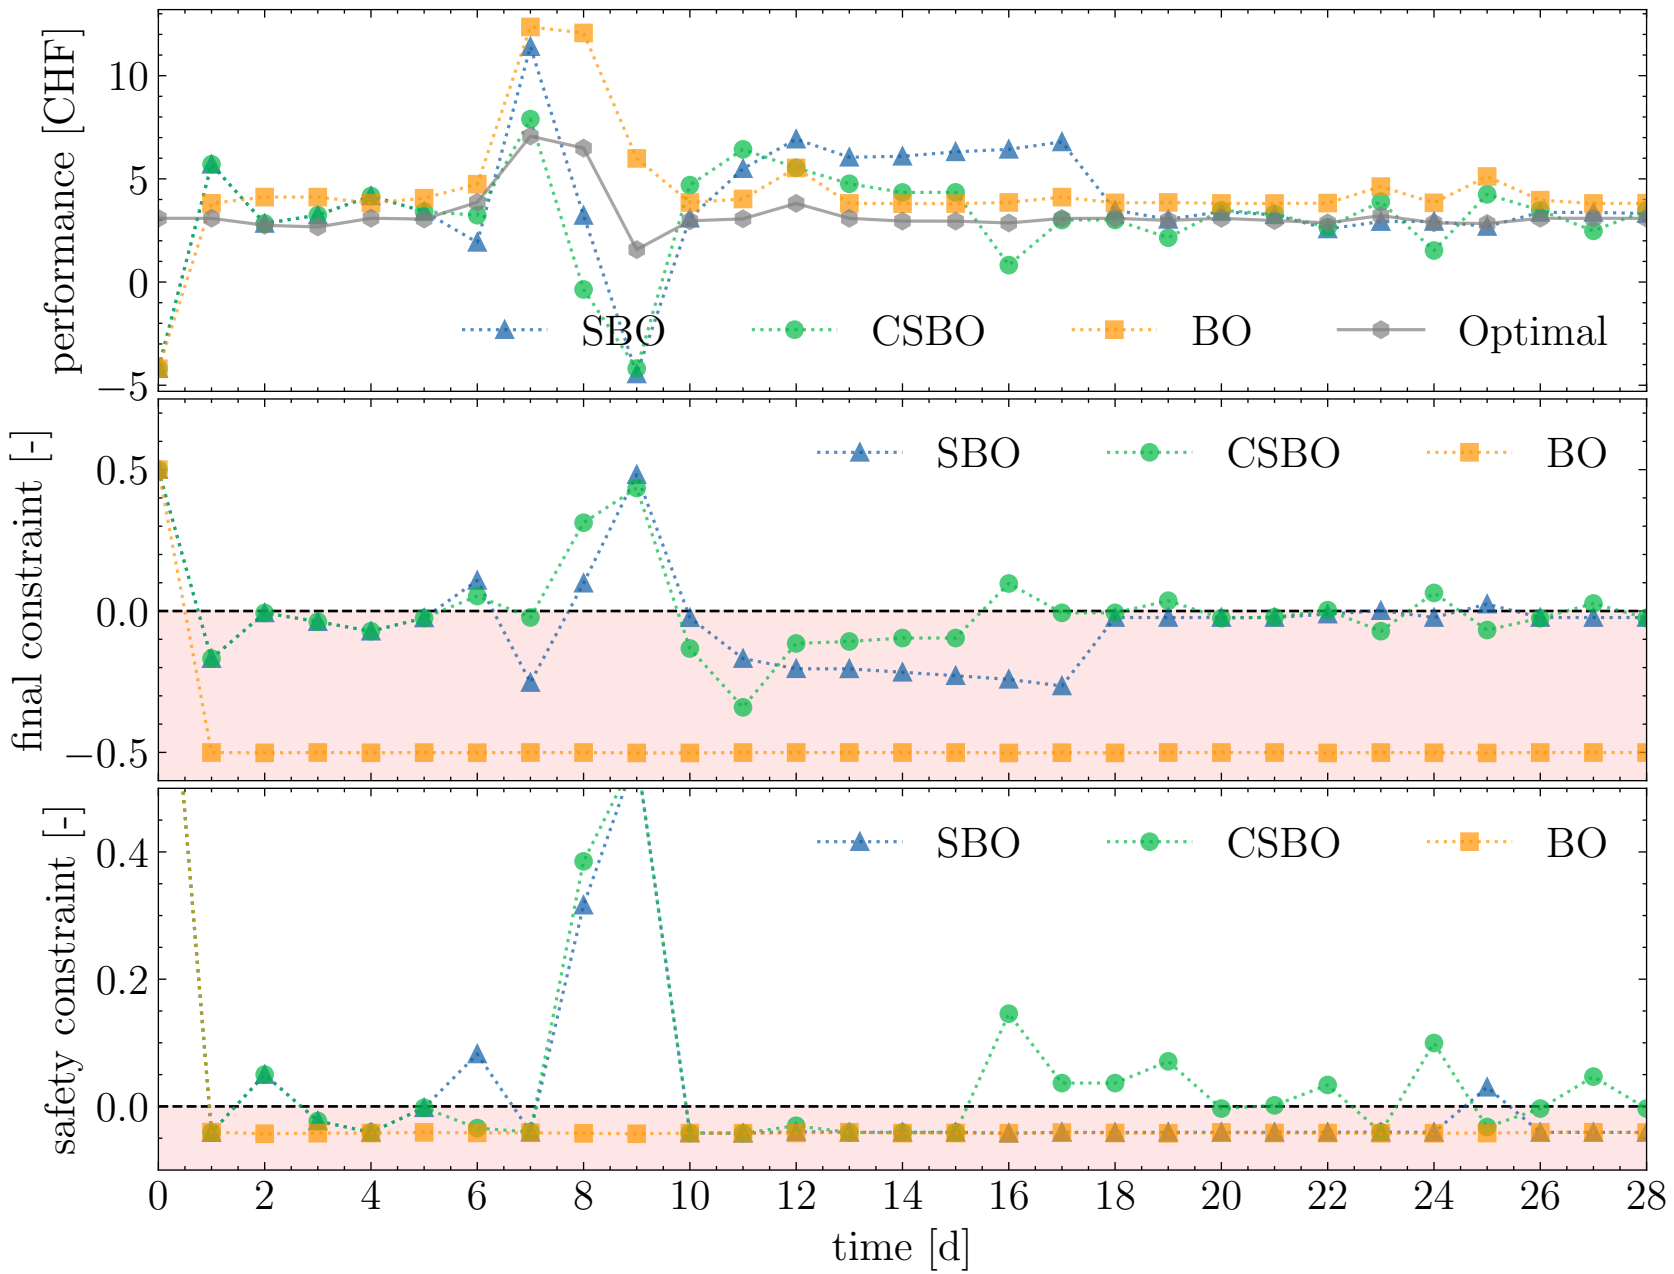 performance [CHF]
10
5
0
−5
SBO CSBO BO Optimal
final constraint [-]
0.5
0.0
−0.5
SBO CSBO BO
safety constraint [-]
0.4
0.2
0.0
SBO CSBO BO
0 2 4 6 8 10 12 14 16 18 20 22 24 26 28
time [d]